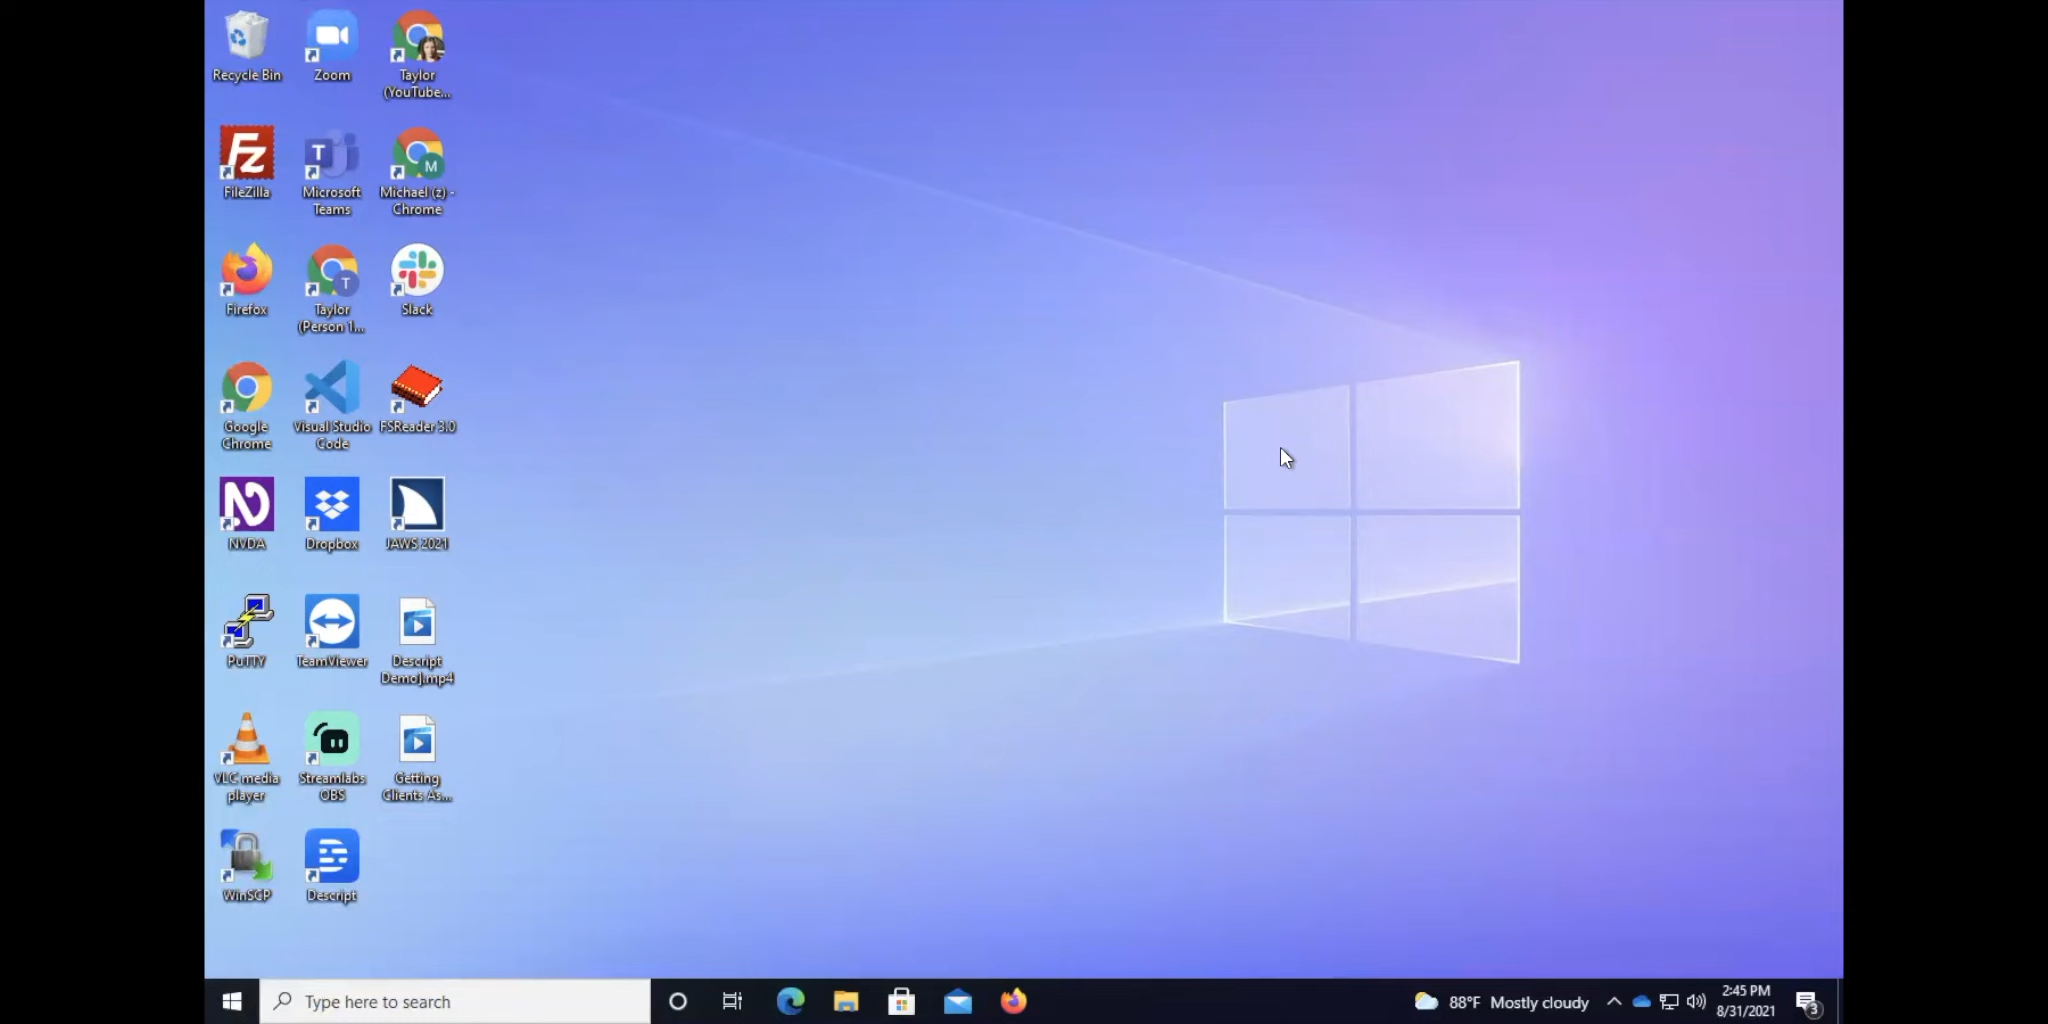 Recycle Bin
Zoom
Taylor
(YouTube...
FileZilla
Microsoft
Teams
Michael (z) -
Chrome
Firefox
Taylor
(Person 1...
Slack
Google
Chrome
Visual Studio
Code
FSReader 3.0
NVDA
Dropbox
JAWS 2021
PuTTY
TeamViewer
Descript
Demo].mp4
VLC media
player
Streamlabs
OBS
Getting
Clients As...
WinSCP
Descript
Type here to search
88°F Mostly cloudy
2:45 PM
8/31/2021
3